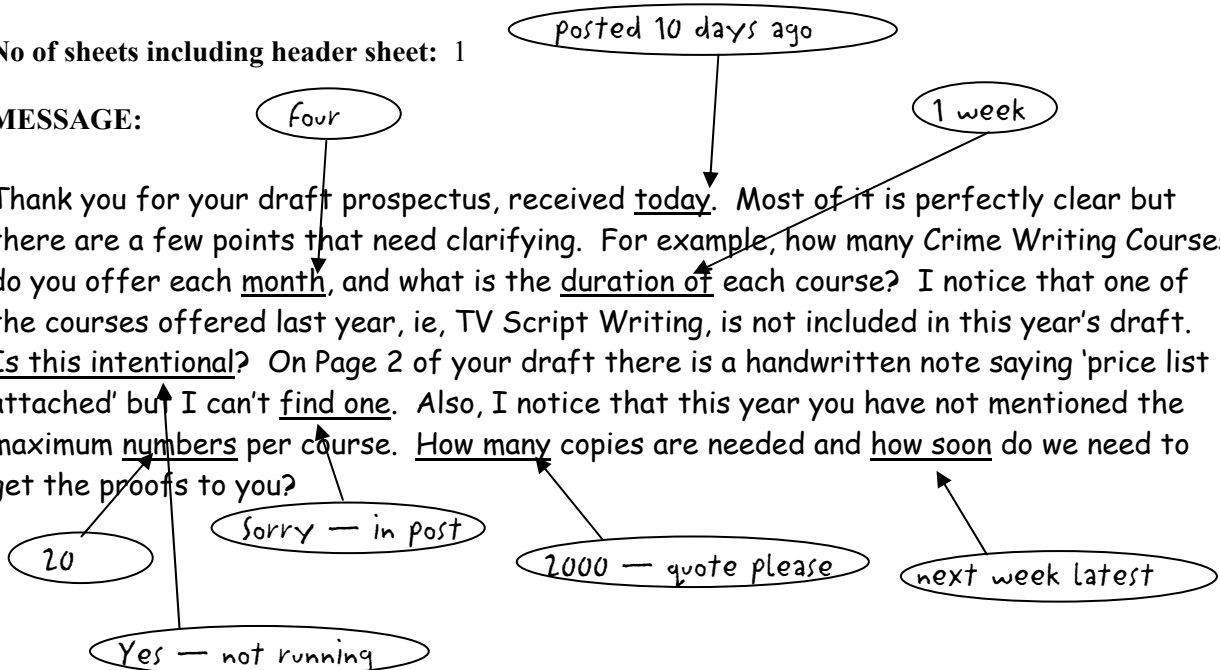 posted 10 days ago
No of sheets including header sheet: 1
four
1 week
MESSAGE:
Thank you for your draft prospectus, received today. Most of it is perfectly clear but
there are a few points that need clarifying. For example, how many Crime Writing Courses
do you offer each month, and what is the duration of each course? I notice that one of
the courses offered last year, ie, TV Script Writing, is not included in this year's draft.
Is this intentional? On Page 2 of your draft there is a handwritten note saying 'price list
attached' but I can't find one. Also, I notice that this year you have not mentioned the
maximum numbers per course. How many copies are needed and how soon do we need to
get the proofs to you?
Sorry – in post
20
2000 – quote please
next week latest
Yes – not running